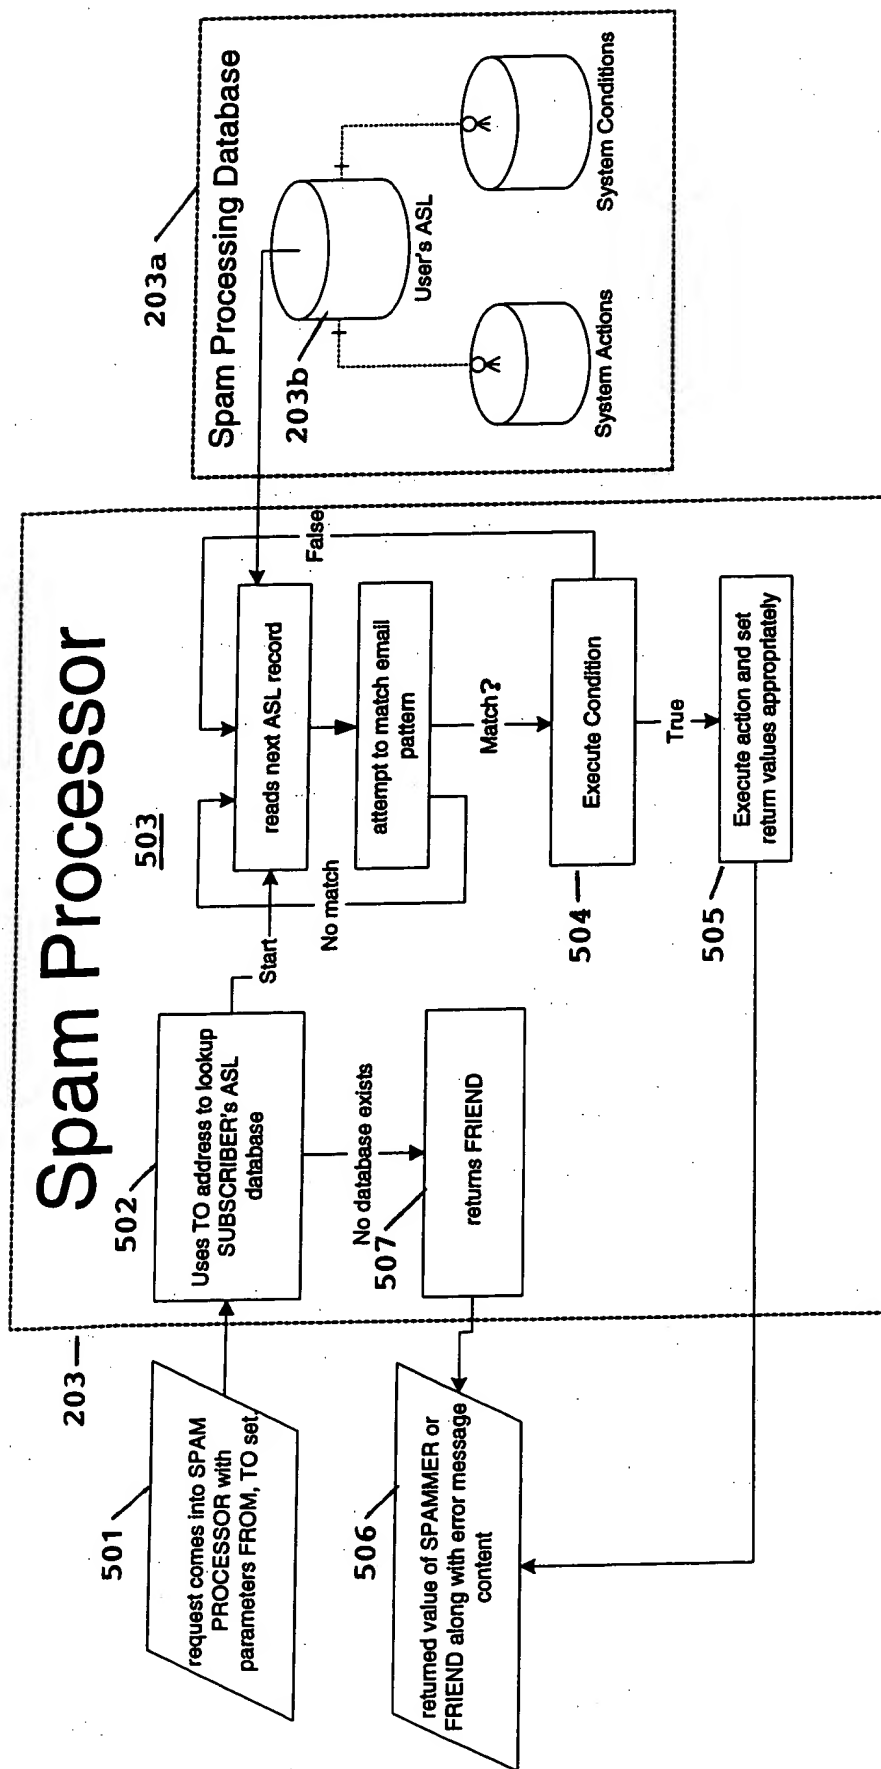 Spam Processor
203
501
request comes into SPAM
PROCESSOR with
parameters FROM, TO set.
502
Uses TO address to lookup
SUBSCRIBER's ASL
database
Start
No database exists
507
returns FRIEND
506
returned value of SPAMMER or
FRIEND along with error message
content
503
reads next ASL record
False
No match
attempt to match email
pattern
Match?
504
Execute Condition
True
505
Execute action and set
return values appropriately
203a
Spam Processing Database
203b
User's ASL
System Actions
System Conditions